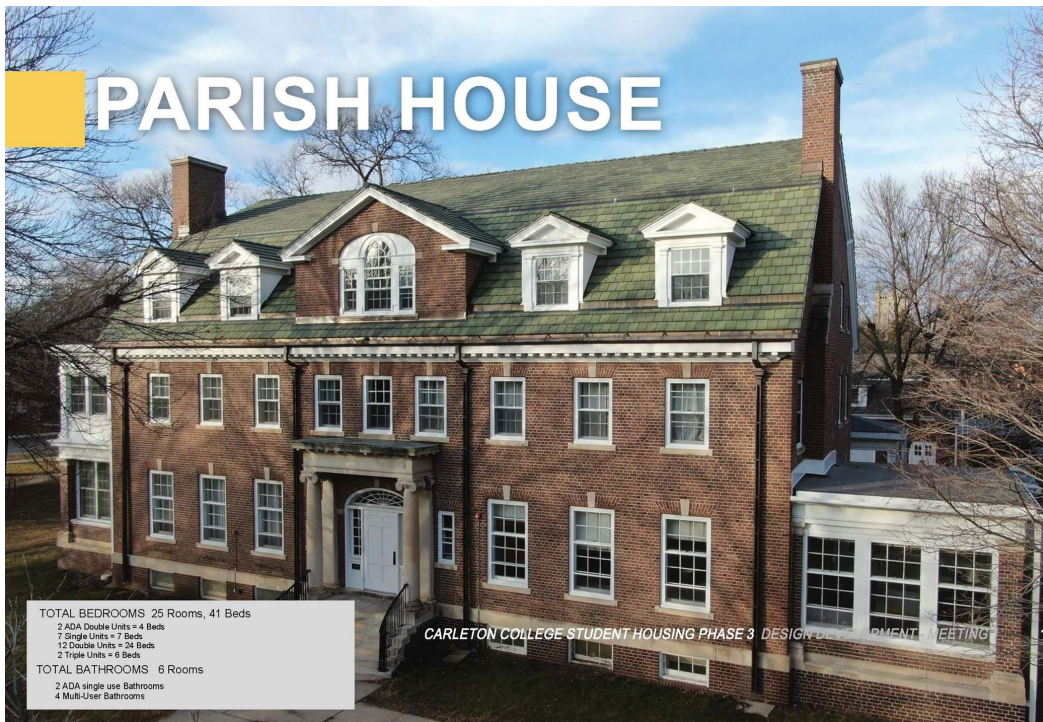 PARISH HOUSE
TOTAL BEDROOMS 25 Rooms, 41 Beds
2 ADA Double Units = 4 Beds
7 Single Units = 7 Beds
12 Double Units = 24 Beds
2 Triple Units = 6 Beds
TOTAL BATHROOMS 6 Rooms
2 ADA single use Bathrooms
4 Multi-User Bathrooms
CARLETON COLLEGE STUDENT HOUSING PHASE 3 DESIGN DEVELOPMENT - MEETING